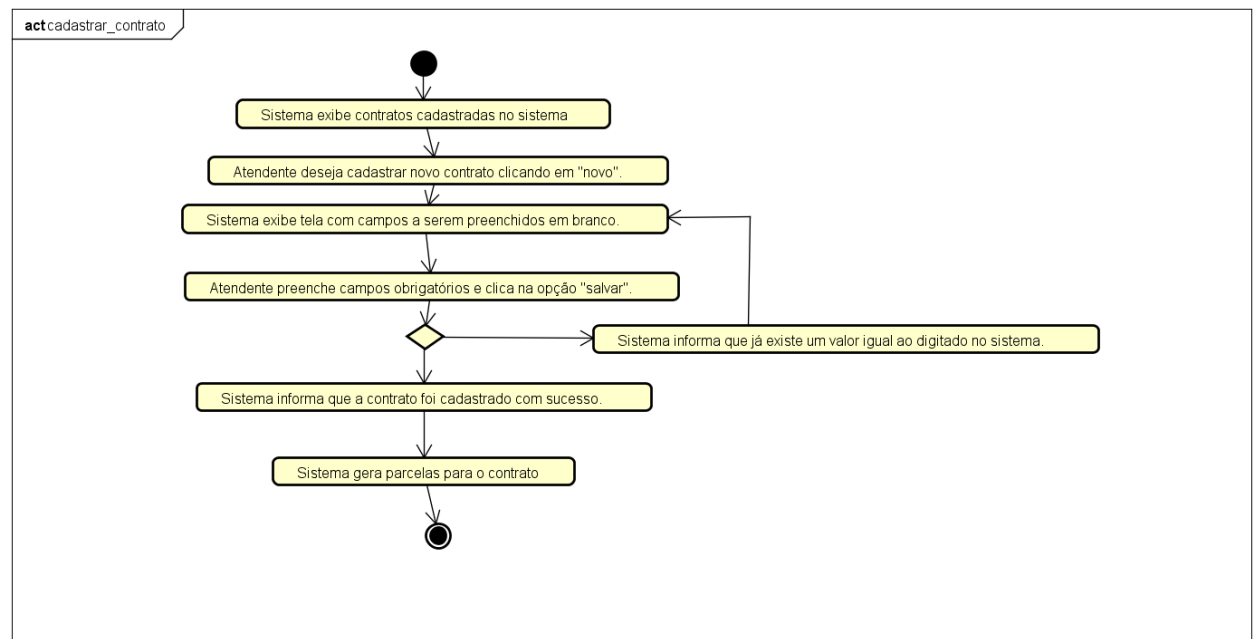 act cadastrar_contrato
Sistema exibe contratos cadastradas no sistema
Atendente deseja cadastrar novo contrato clicando em "novo".
Sistema exibe tela com campos a serem preenchidos em branco.
Atendente preenche campos obrigatórios e clica na opção "salvar".
Sistema informa que já existe um valor igual ao digitado no sistema.
Sistema informa que a contrato foi cadastrado com sucesso.
Sistema gera parcelas para o contrato